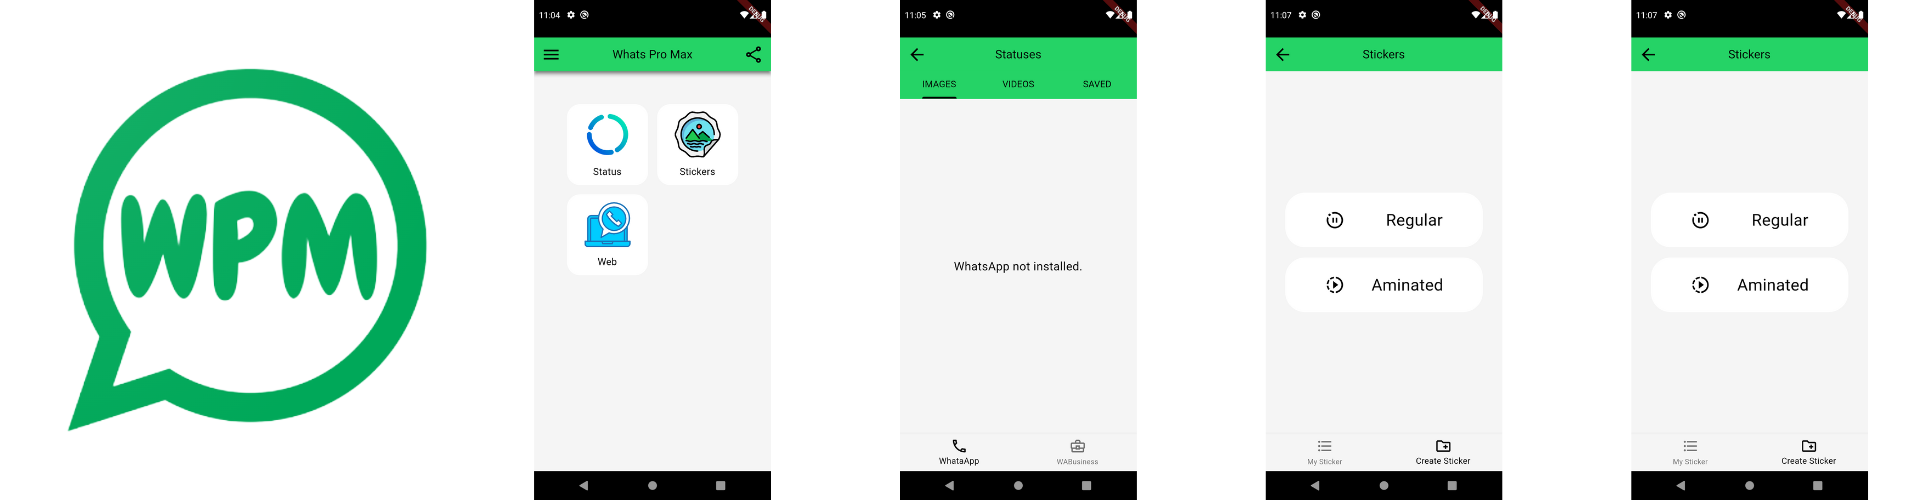 WPM
11:04
DEBUG
Whats Pro Max
Status
Stickers
Web
11:05
DEBUG
Statuses
IMAGES VIDEOS SAVED
WhatsApp not installed.
WhataApp WABusiness
11:07
DEBUG
Stickers
Regular
Aminated
My Sticker Create Sticker
11:07
DEBUG
Stickers
Regular
Aminated
My Sticker Create Sticker